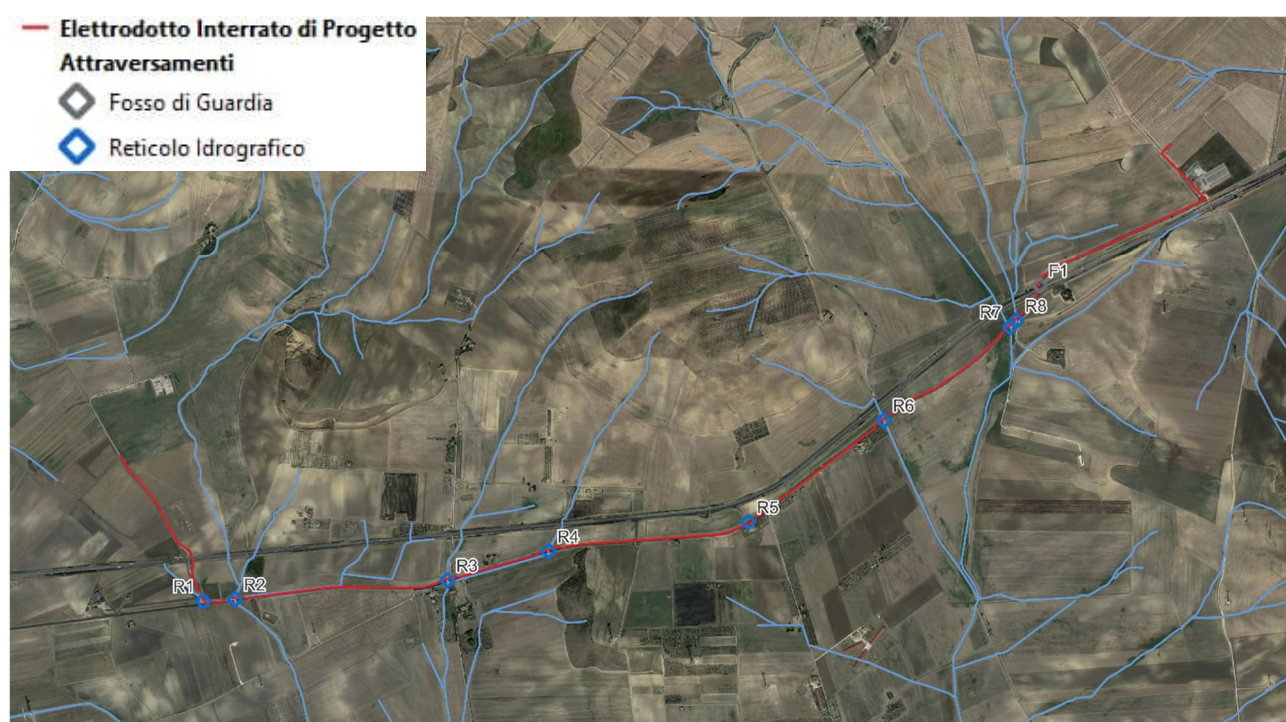 Elettrodotto Interrato di Progetto
Attraversamenti
Fosso di Guardia
Reticolo Idrografico
F1
R7 R8
R6
R5
R4
R3
R1 R2